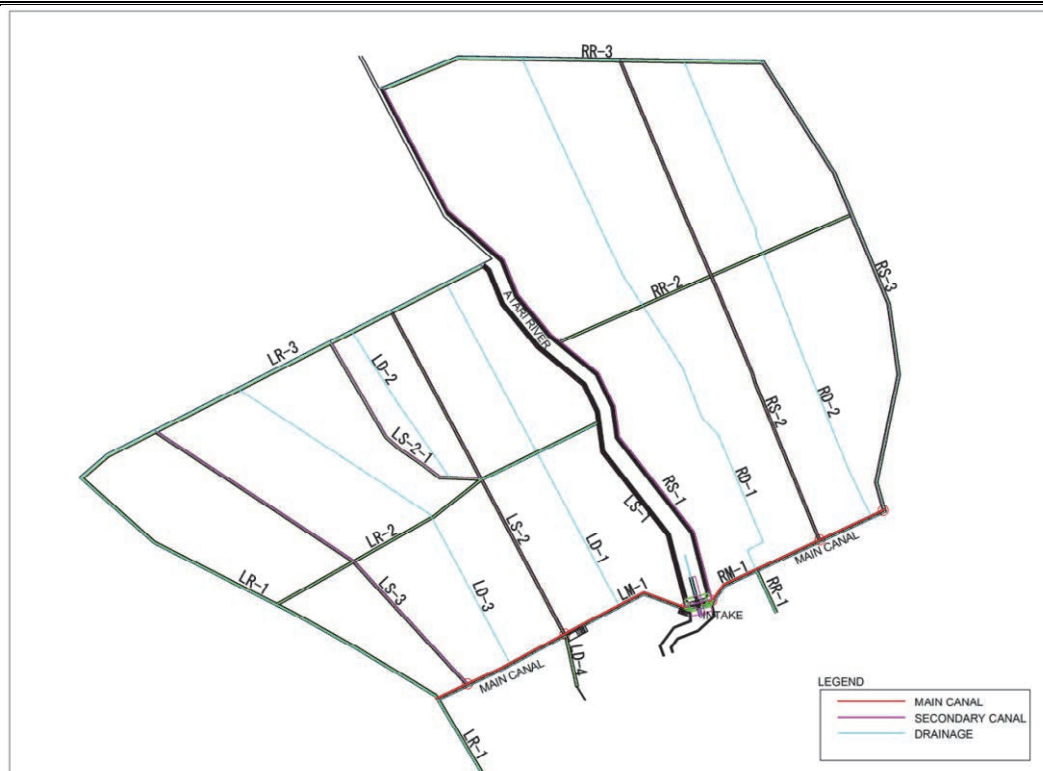 RR-3
ATARI RIVER
RR-2
RS-3
LR-3
LD-2
LS-2-1
RS-2
RD-2
LS-1
RS-1
RD-1
LS-2
LD-1
LR-2
LR-1
LS-3
LD-3
LM-1
RM-1
MAIN CANAL
RR-1
INTAKE
MAIN CANAL
LD-4
LR-1
LEGEND
MAIN CANAL
SECONDARY CANAL
DRAINAGE